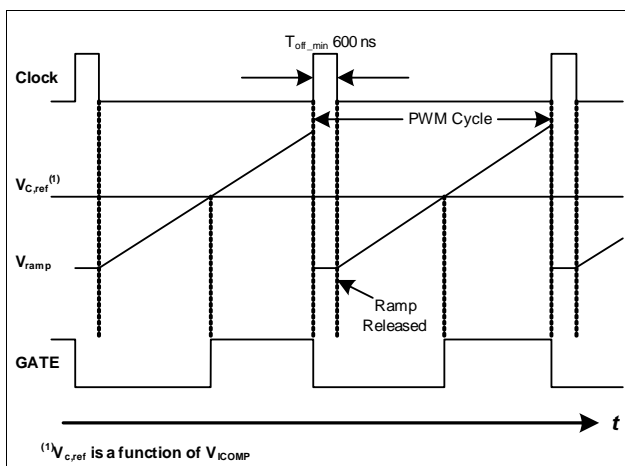 T_off_min 600 ns
Clock
PWM Cycle
V_C,ref^(1)
V_ramp
Ramp
Released
GATE
t
^(1)V_c,ref is a function of V_ICOMP